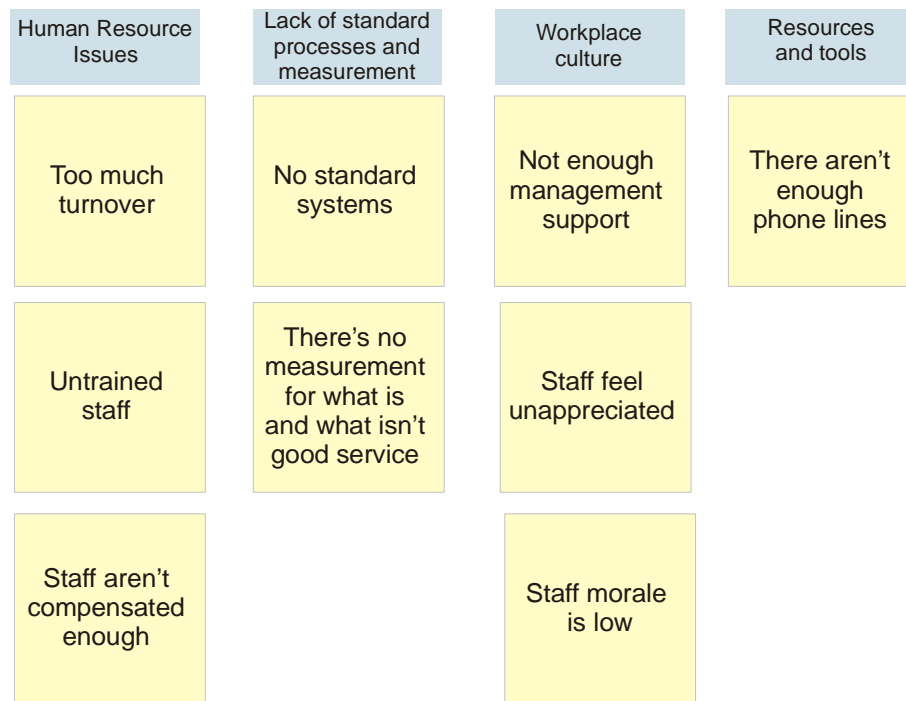 Human Resource
Issues
Lack of standard
processes and
measurement
Workplace
culture
Resources
and tools
Too much
turnover
No standard
systems
Not enough
management
support
There aren't
enough
phone lines
Untrained
staff
There’s no
measurement
for what is
and what isn't
good service
Staff feel
unappreciated
Staff aren't
compensated
enough
Staff morale
is low